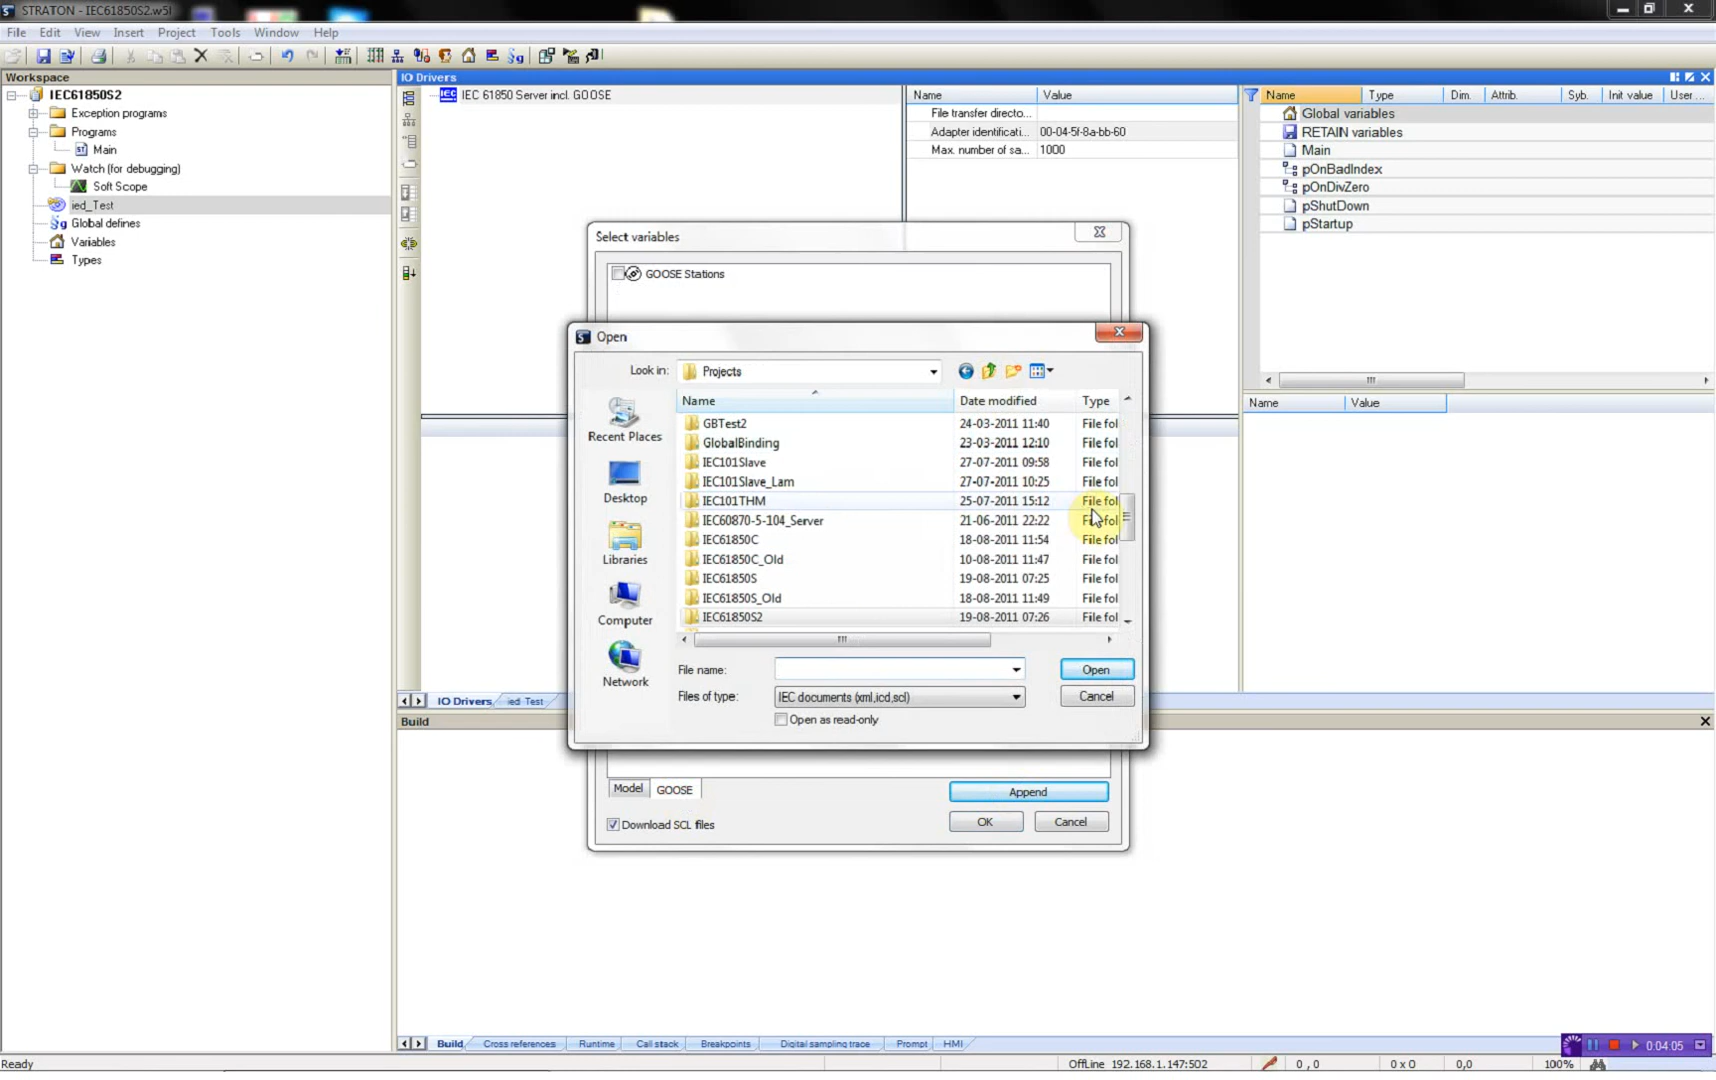 STRATON - IEC61850S2.w5l
File Edit View Insert Project Tools Window Help
Workspace
IEC61850S2
Exception programs
Programs
Main
Watch (for debugging)
Soft Scope
ied_Test
Global defines
Variables
Types
IO Drivers
IEC 61850 Server incl. GOOSE
Name Value
File transfer directo...
Adapter identificati... 00-04-5f-8a-bb-60
Max. number of sa... 1000
Name Type Dim. Attrib. Syb. Init value User ...
Global variables
RETAIN variables
Main
pOnBadIndex
pOnDivZero
pShutDown
pStartup
Name Value
Select variables
GOOSE Stations
Open
Look in: Projects
Recent Places
Desktop
Libraries
Computer
Network
Name Date modified Type
GBTest2 24-03-2011 11:40 File fol
GlobalBinding 23-03-2011 12:10 File fol
IEC101Slave 27-07-2011 09:58 File fol
IEC101Slave_Lam 27-07-2011 10:25 File fol
IEC101THM 25-07-2011 15:12 File fol
IEC60870-5-104_Server 21-06-2011 22:22 File fol
IEC61850C 18-08-2011 11:54 File fol
IEC61850C_Old 10-08-2011 11:47 File fol
IEC61850S 19-08-2011 07:25 File fol
IEC61850S_Old 18-08-2011 11:49 File fol
IEC61850S2 19-08-2011 07:26 File fol
File name: Open
Files of type: IEC documents (xml,icd,scl) Cancel
Open as read-only
Model GOOSE Append
Download SCL files OK Cancel
IO Drivers ied Test
Build
Build Cross references Runtime Call stack Breakpoints Digital sampling trace Prompt HMI
0:04:05
Ready OffLine 192.168.1.147:502 0 , 0 0 x 0 0,0 100%